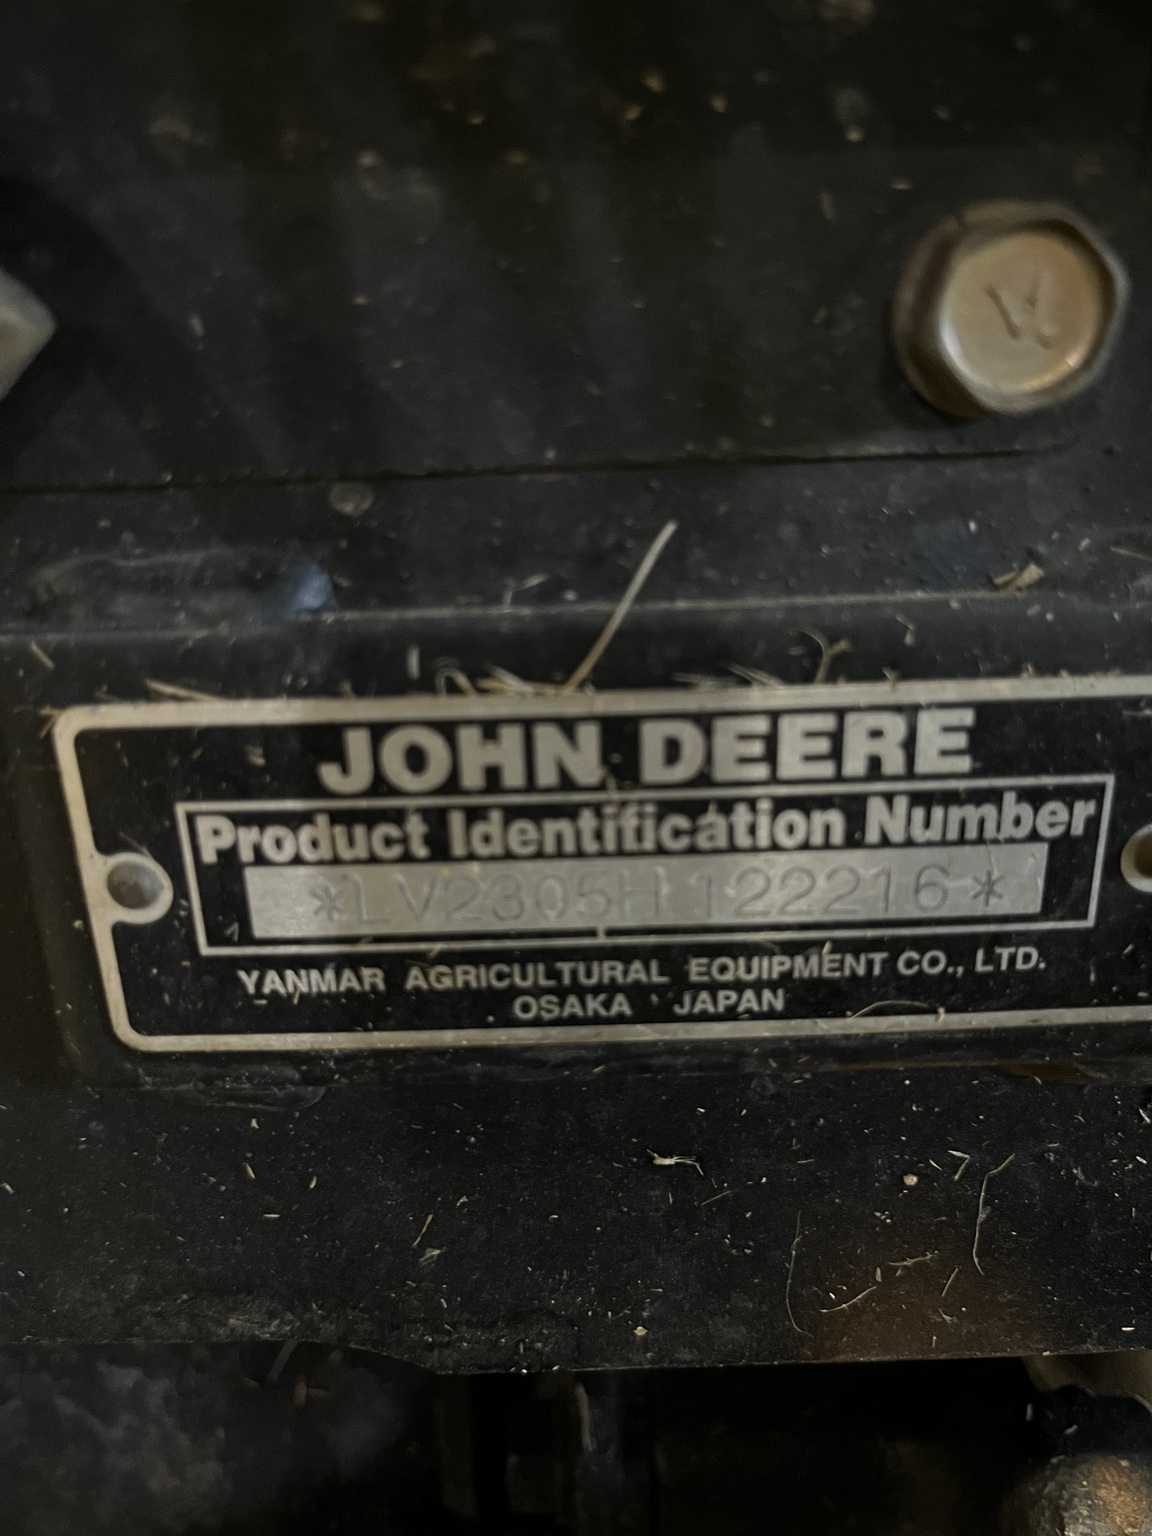 JOHN DEERE
Product Identification Number
*LV2305H122216*
YANMAR AGRICULTURAL EQUIPMENT CO., LTD.
OSAKA JAPAN